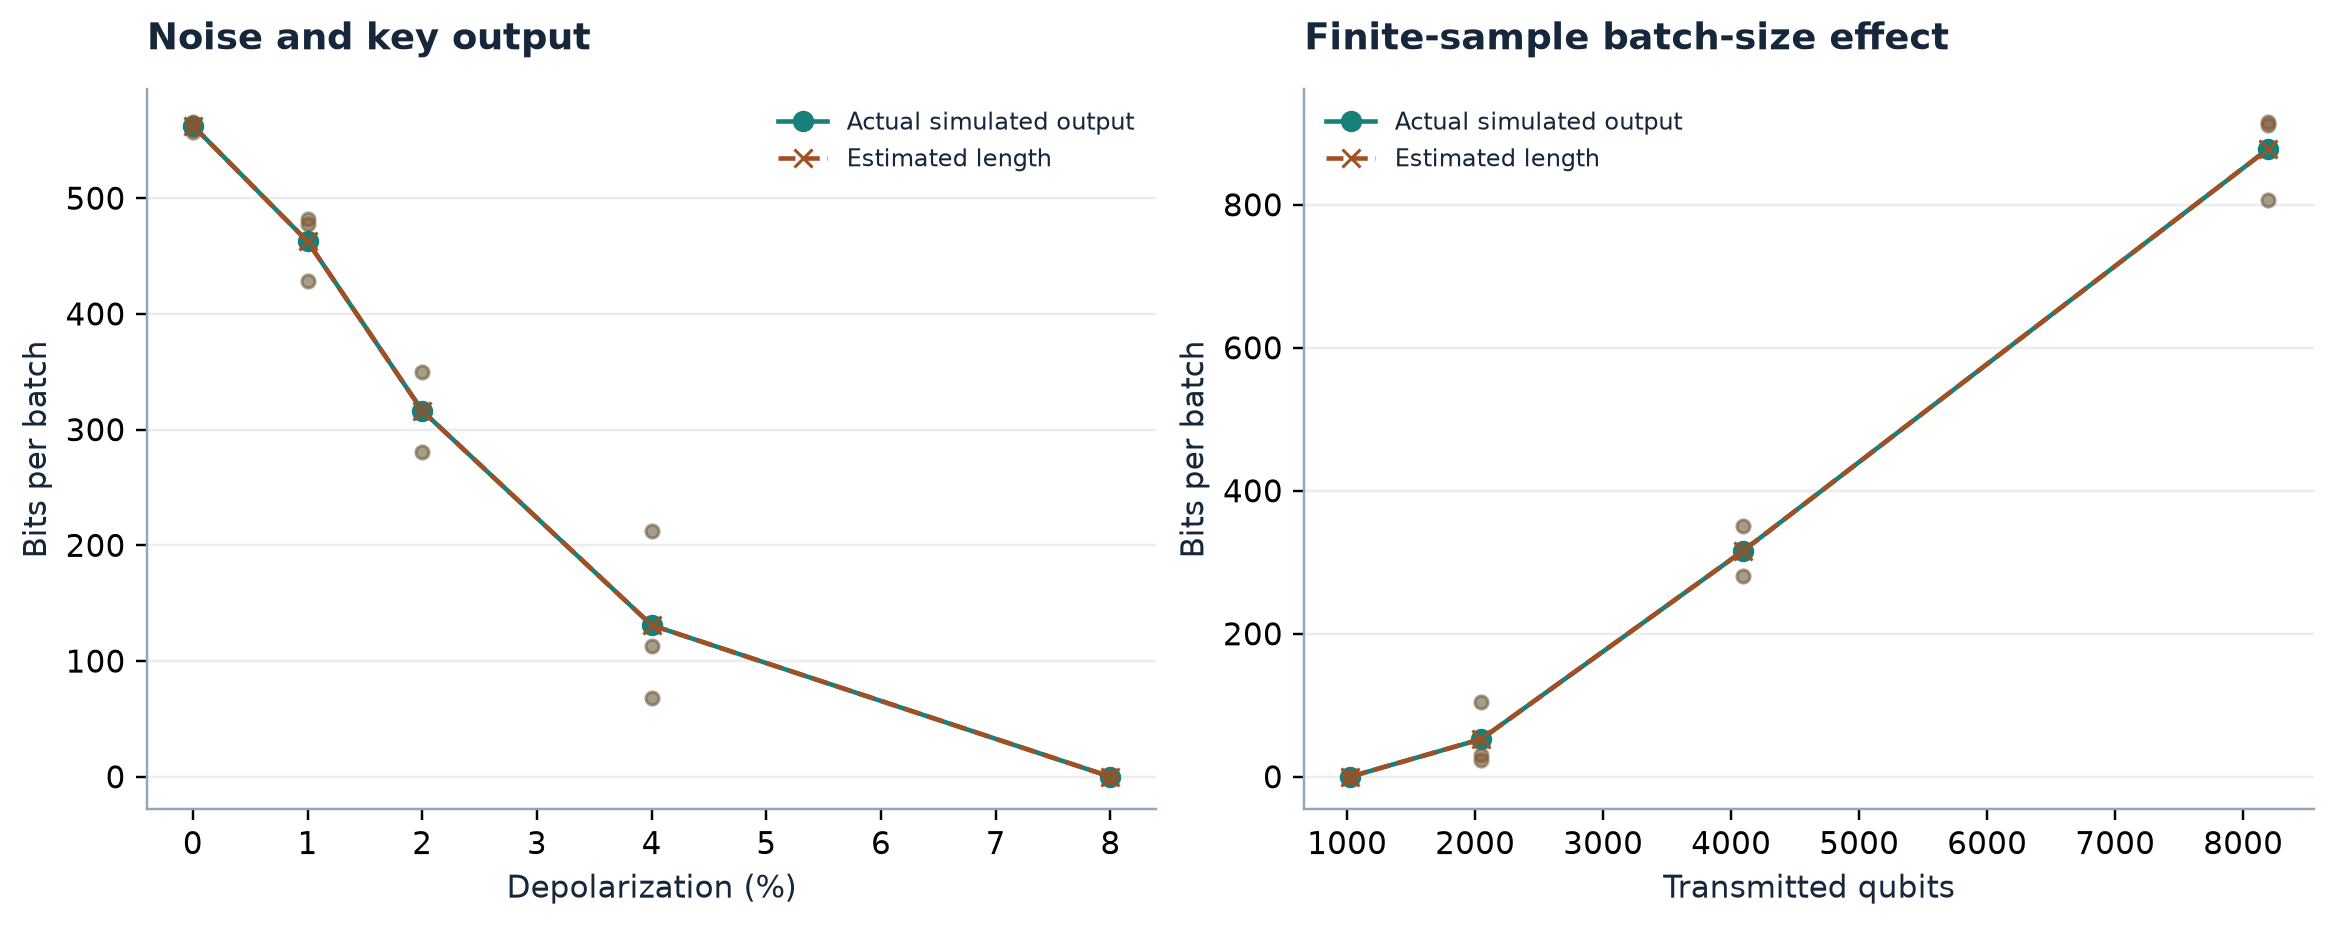 Noise and key output
Actual simulated output
Estimated length
Bits per batch
500
400
300
200
100
0
0 1 2 3 4 5 6 7 8
Depolarization (%)
Finite-sample batch-size effect
Actual simulated output
Estimated length
Bits per batch
800
600
400
200
0
1000 2000 3000 4000 5000 6000 7000 8000
Transmitted qubits